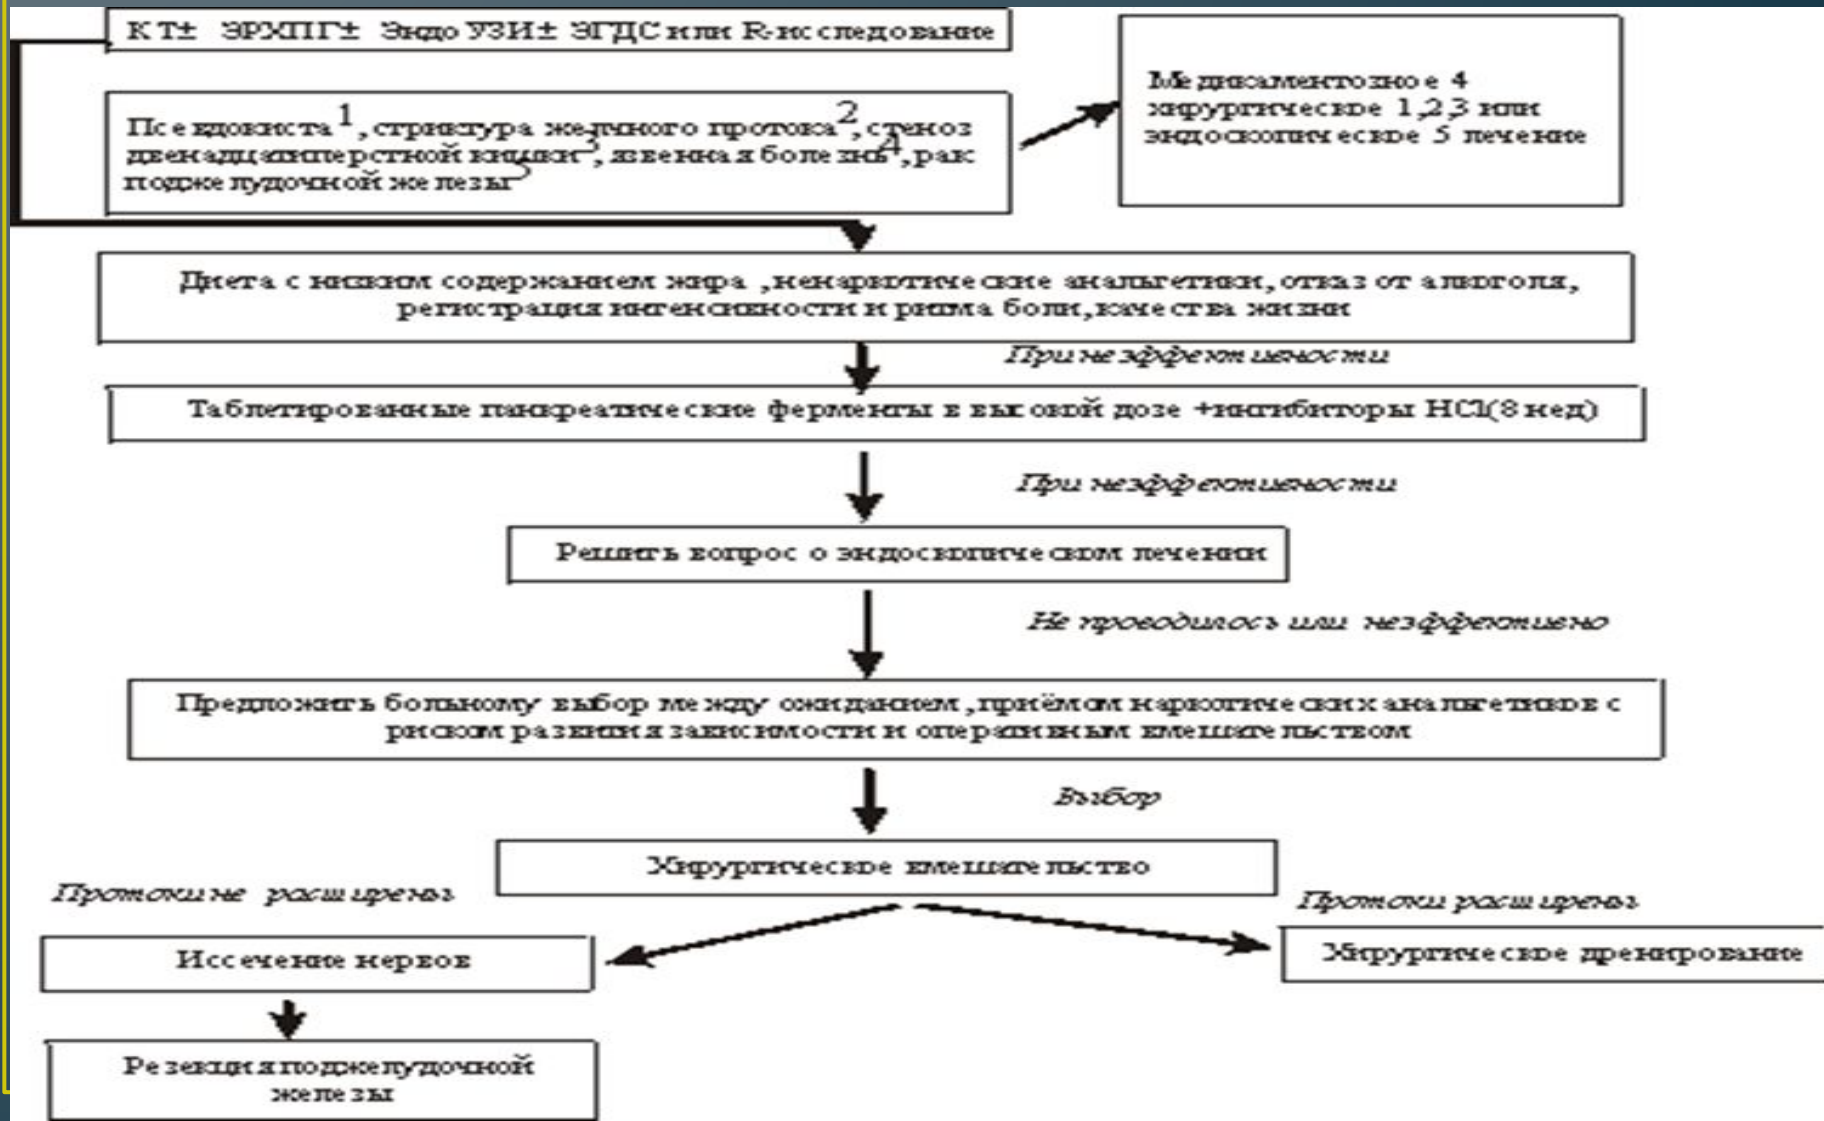 КТ± ЭРХПГ± Эндо УЗИ± ЭГДС или R-исследование
Псевдокиста1, стриктура желчного протока2, стеноз
двенадцатиперстной кишки3, язвенная болезнь4, рак
поджелудочной железы5
Медикаментозное 4
хирургическое 1,2,3 или
эндоскопическое 5 лечение
Диета с низким содержанием жира ,ненаркотические анальгетики, отказ от алкоголя,
регистрация интенсивности и ритма боли, качества жизни
При неэффективности
Таблетированные панкреатические ферменты в высокой дозе +ингибиторы HCl(8 нед)
При неэффективности
Решить вопрос о эндоскопическом лечении
Не проводилось или неэффективно
Предложить больному выбор между ожиданием ,приёмом наркотических анальгетиков с
риском развития зависимости и оперативным вмешательством
Выбор
Хирургическое вмешательство
Протоки не расширены
Протоки расширены
Иссечение нервов
Хирургическое дренирование
Резекция поджелудочной
железы